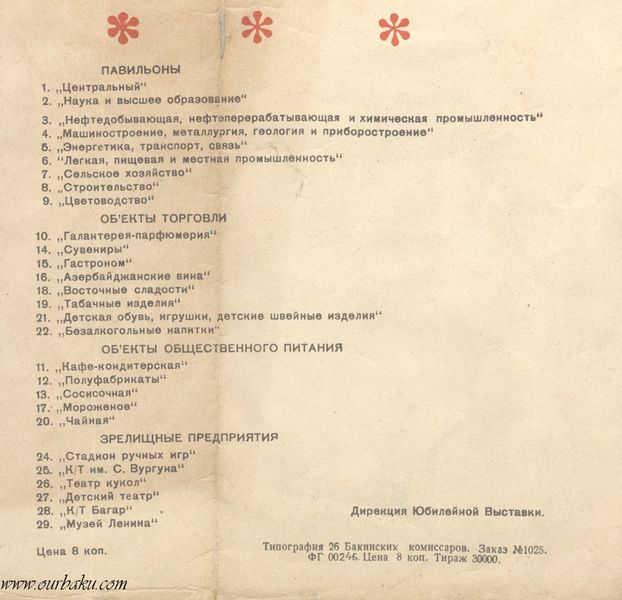 ПАВИЛЬОНЫ
1. „Центральный“
2. „Наука и высшее образование“
3. „Нефтедобывающая, нефтеперерабатывающая и химическая промышленность“
4. „Машиностроение, металлургия, геология и приборостроение“
5. „Энергетика, транспорт, связь“
6. “Легкая, пищевая и местная промышленность“
7. „Сельское хозяйство“
8. „Строительство“
9. „Цветоводство“
ОБ'ЕКТЫ ТОРГОВЛИ
10. „Галантерея-парфюмерия“
14. „Сувениры“
15. „Гастроном“
16. „Азербайджанские вина“
18. „Восточные сладости“
19. „Табачные изделия“
21. „Детская обувь, игрушки, детские швейные изделия“
22. „Безалкогольные напитки“
ОБ'ЕКТЫ ОБЩЕСТВЕННОГО ПИТАНИЯ
11. „Кафе-кондитерская“
12. „Полуфабрикаты“
13. „Сосисочная“
17. „Мороженое“
20. „Чайная“
ЗРЕЛИЩНЫЕ ПРЕДПРИЯТИЯ
24. „Стадион ручных игр“
25. „К/Т им. С. Вургуна“
26. „Театр кукол“
27. „Детский театр“
28. „К/Т Багар“
29. „Музей Ленина“
Дирекция Юбилейной Выставки.
Цена 8 коп.
Типография 26 Бакинских комиссаров. Заказ №1025.
ФГ 00246. Цена 8 коп. Тираж 30000.
www.ourbaku.com